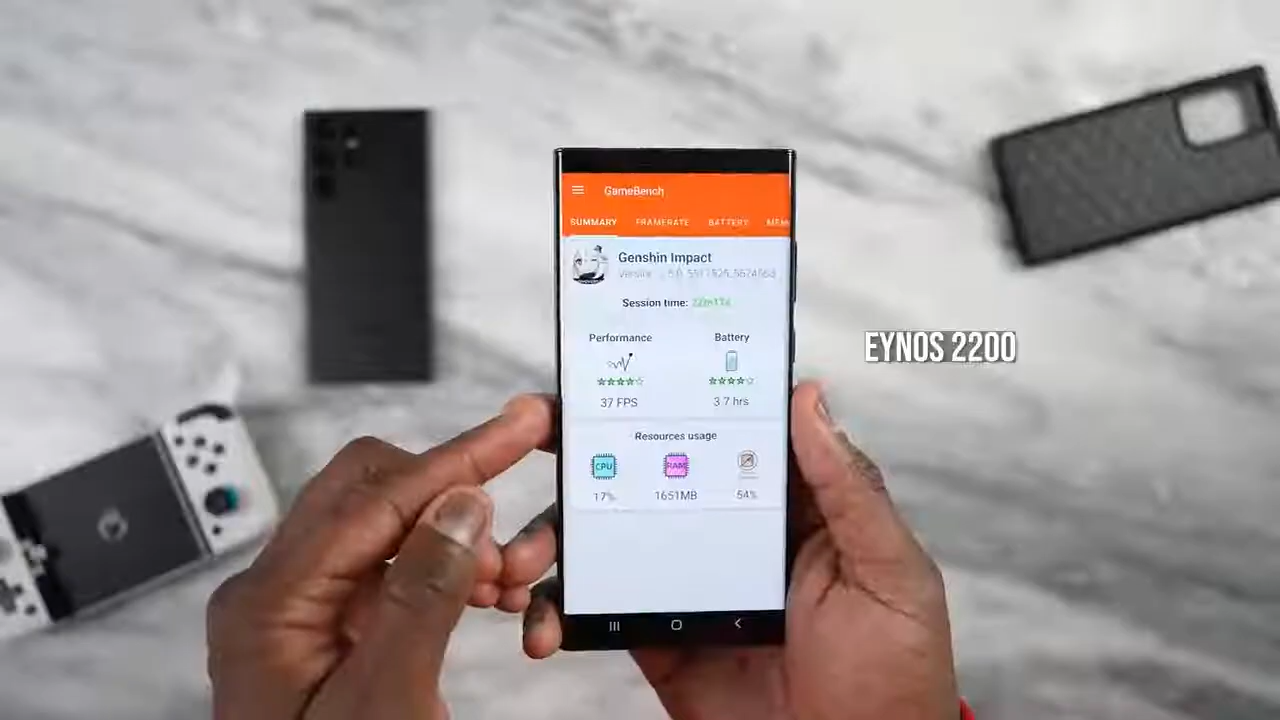 GameBench
SUMMARY FRAMERATE BATTERY
Genshin Impact
Session time:
Performance Battery
37 FPS 3.7 hrs
EYNOS 2200
Resources usage
CPU RAM
17% 1651MB 54%